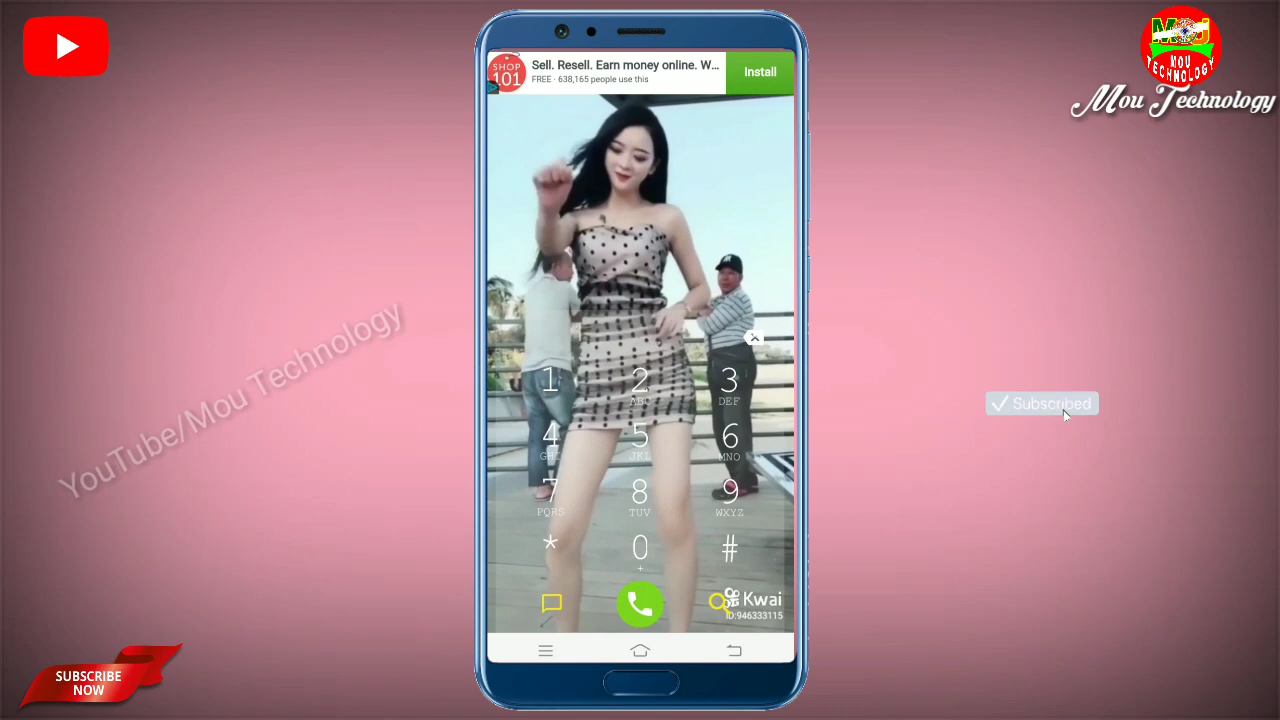 SHOP
101
Sell. Resell. Earn money online. W...
FREE · 638,165 people use this
Install
MOU
MOU
TECHNOLOGY
Mou Technology
YouTube/Mou Technology
Subscribed
1
2
ABC
3
DEF
4
GHI
5
JKL
6
MNO
7
PQRS
8
TUV
9
WXYZ
*
0
+
#
Kwai
ID:946333115
SUBSCRIBE
NOW